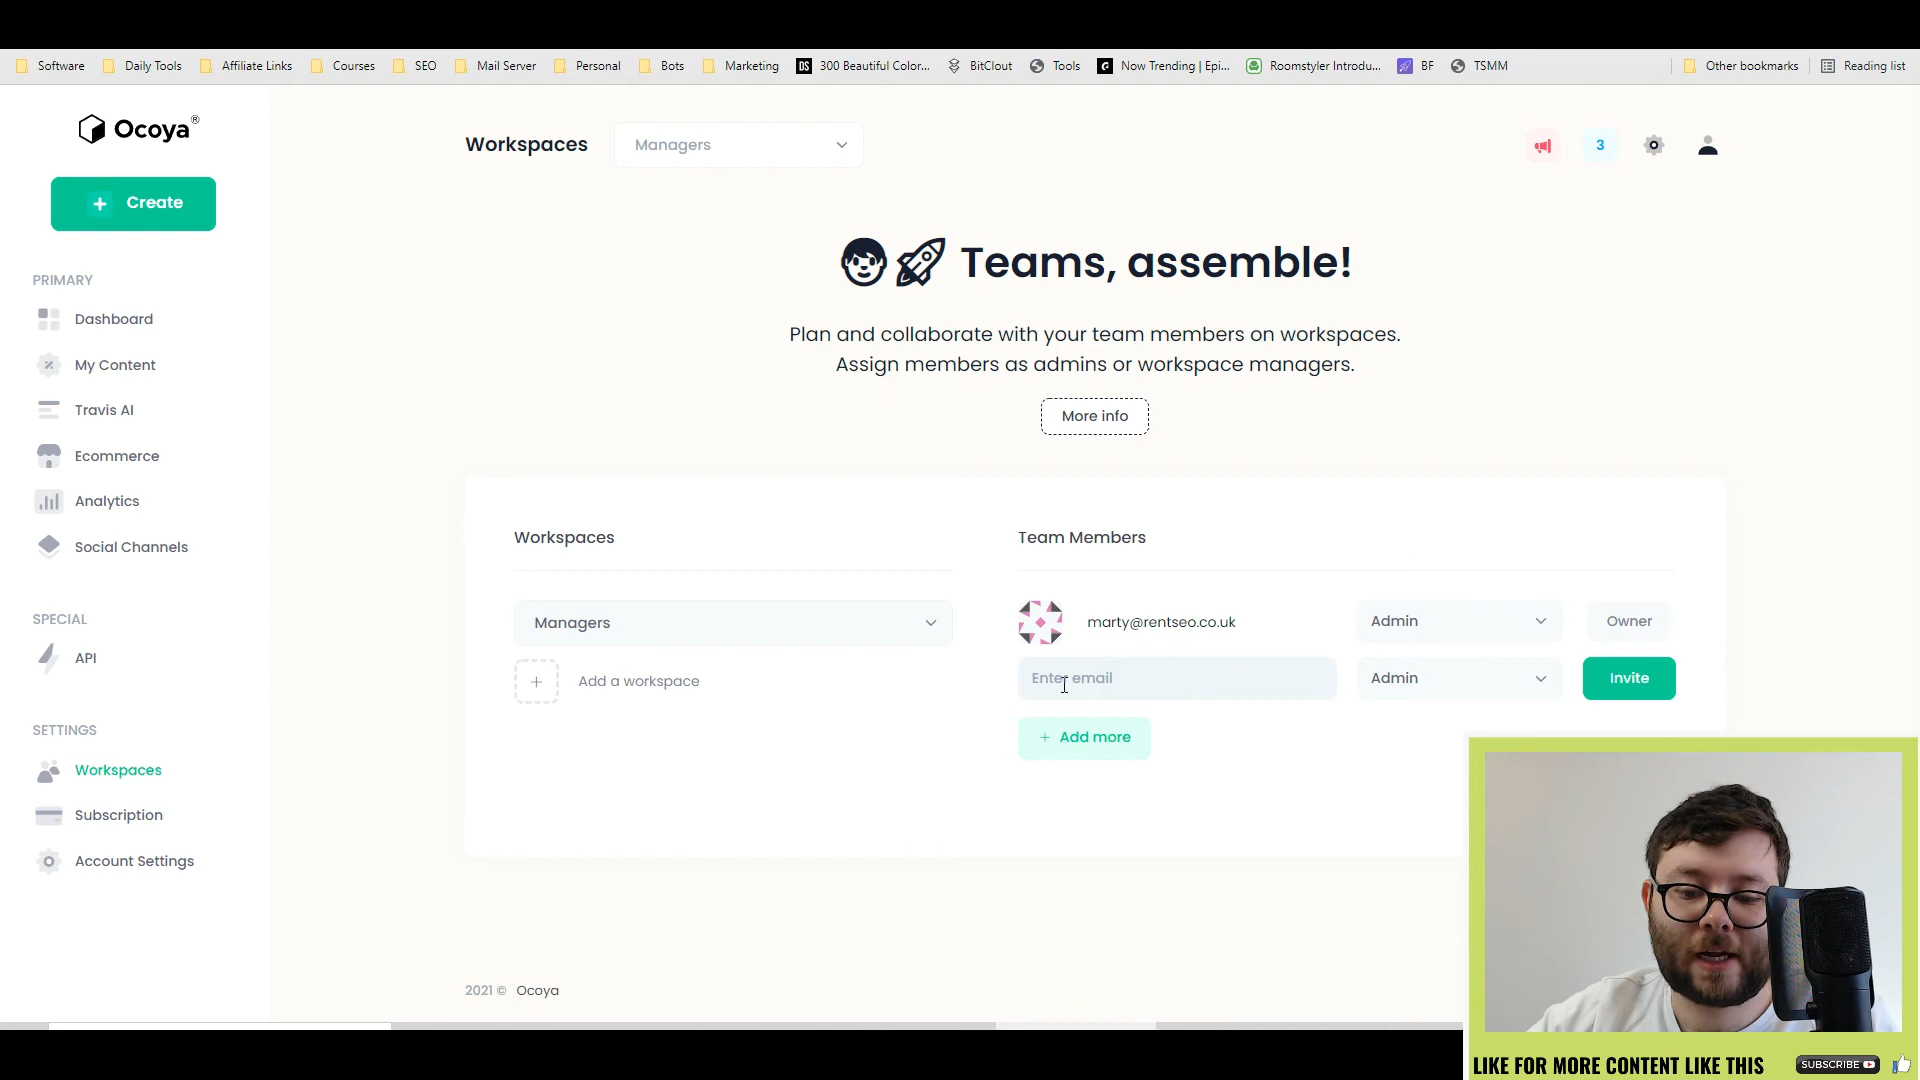 Software Daily Tools Affiliate Links Courses SEO Mail Server Personal Bots Marketing DS 300 Beautiful Color... BitClout Tools Now Trending | Epi... Roomstyler Introdu... BF TSMM Other bookmarks Reading list
Ocoya®
Workspaces Managers 3
+ Create
Teams, assemble!
PRIMARY
Dashboard
Plan and collaborate with your team members on workspaces.
Assign members as admins or workspace managers.
My Content
Travis AI
More info
Ecommerce
Analytics
Social Channels
Workspaces Team Members
Managers marty@rentseo.co.uk Admin Owner
SPECIAL
API
+ Add a workspace Enter email Admin Invite
SETTINGS
+ Add more
Workspaces
Subscription
Account Settings
2021 © Ocoya
LIKE FOR MORE CONTENT LIKE THIS SUBSCRIBE